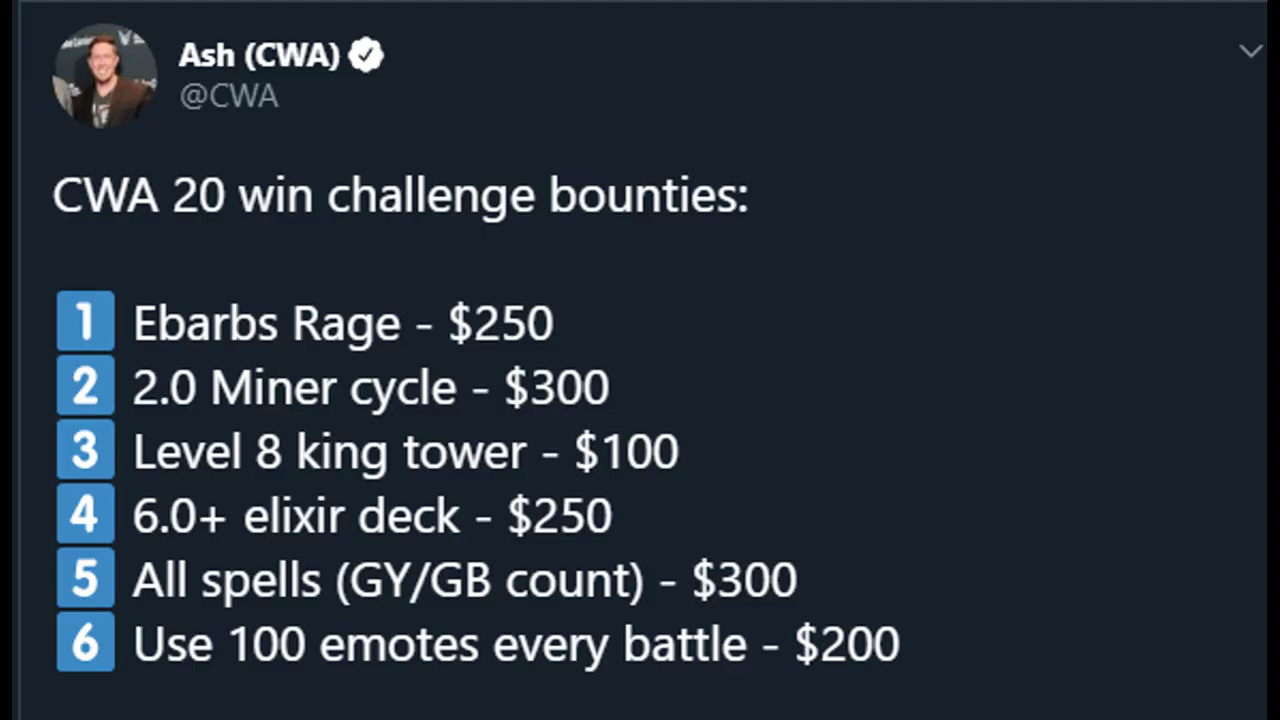 Ash (CWA)
@CWA
CWA 20 win challenge bounties:
1 Ebarbs Rage - $250
2 2.0 Miner cycle - $300
3 Level 8 king tower - $100
4 6.0+ elixir deck - $250
5 All spells (GY/GB count) - $300
6 Use 100 emotes every battle - $200